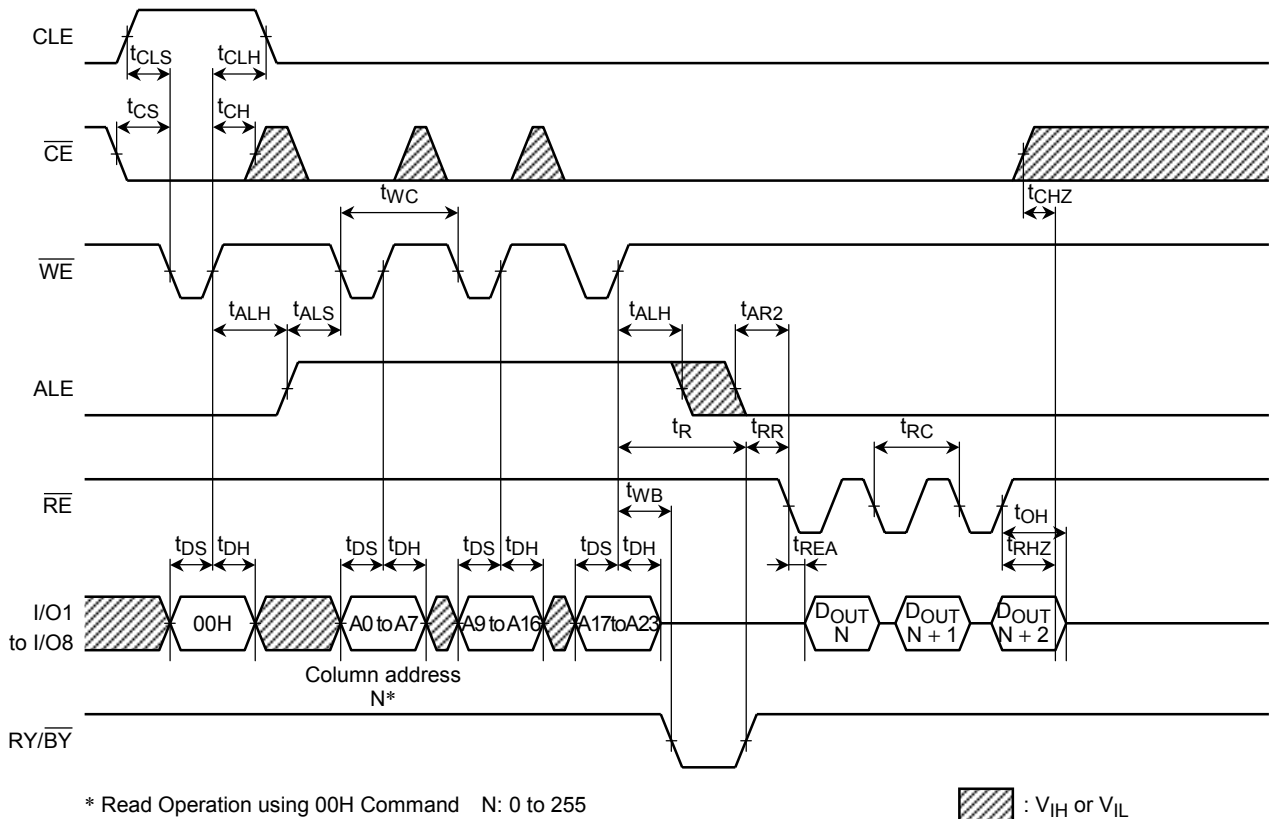 CLE
tCLS
tCLH
tCS
tCH
CE
tWC
tCHZ
WE
tALH
tALS
tALH
tAR2
ALE
tR
tRR
tRC
RE
tWB
tOH
tREA
tRHZ
tDS
tDH
tDS
tDH
tDS
tDH
tDS
tDH
I/O1
to I/O8
00H
A0 to A7
A9 to A16
A17 to A23
DOUT
N
DOUT
N + 1
DOUT
N + 2
Column address
N*
RY/BY
* Read Operation using 00H Command N: 0 to 255
: VIH or VIL